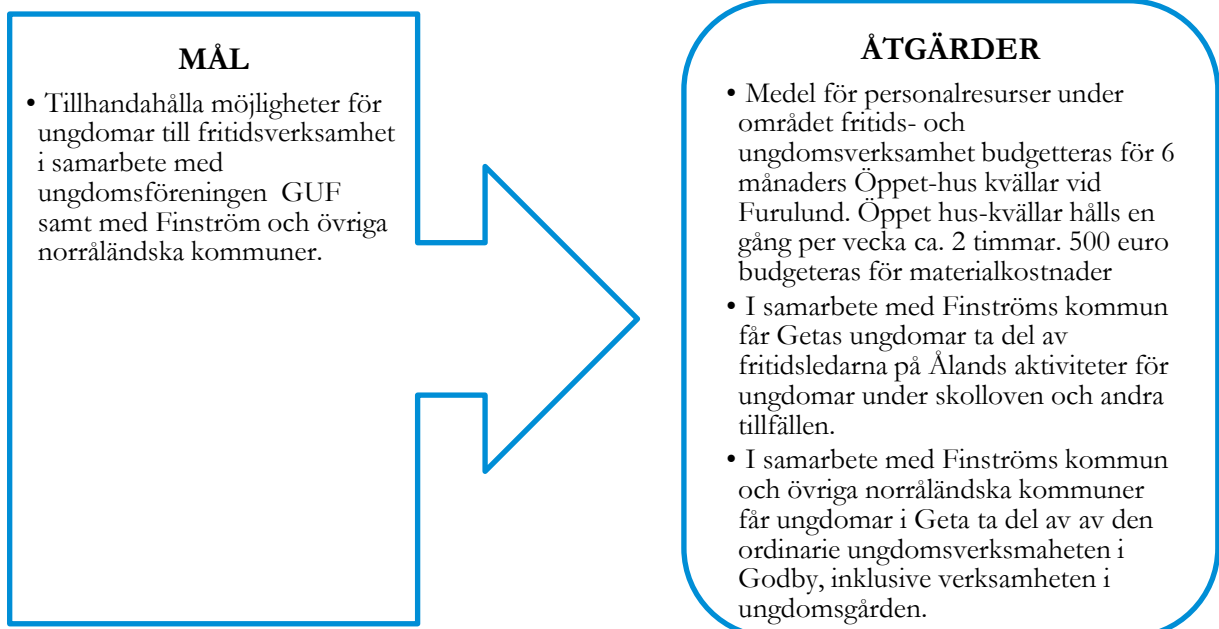 MÅL
• Tillhandahålla möjligheter för
ungdomar till fritidsverksamhet
i samarbete med
ungdomsföreningen GUF
samt med Finström och övriga
norråländska kommuner.
ÅTGÄRDER
• Medel för personalresurser under
området fritids- och
ungdomsverksamhet budgetteras för 6
månaders Öppet-hus kvällar vid
Furulund. Öppet hus-kvällar hålls en
gång per vecka ca. 2 timmar. 500 euro
budgeteras för materialkostnader
• I samarbete med Finströms kommun
får Getas ungdomar ta del av
fritidsledarna på Ålands aktiviteter för
ungdomar under skolloven och andra
tillfällen.
• I samarbete med Finströms kommun
och övriga norråländska kommuner
får ungdomar i Geta ta del av av den
ordinarie ungdomsverksmaheten i
Godby, inklusive verksamheten i
ungdomsgården.